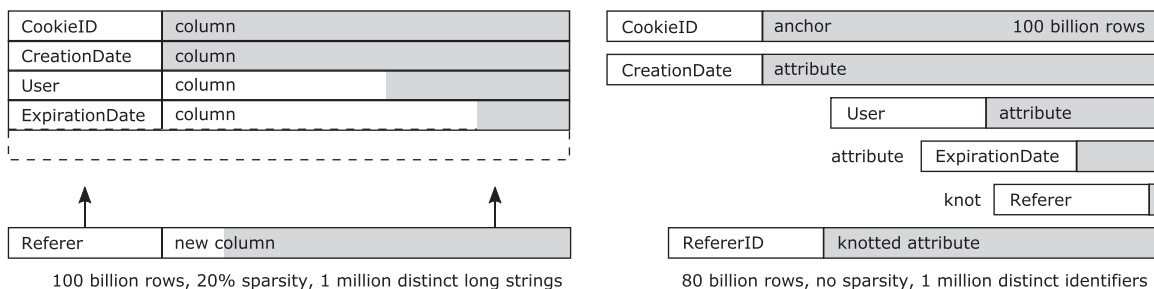 CookieID column
CreationDate column
User column
ExpirationDate column
Referer new column
100 billion rows, 20% sparsity, 1 million distinct long strings
CookieID anchor 100 billion rows
CreationDate attribute
User attribute
attribute ExpirationDate
knot Referer
RefererID knotted attribute
80 billion rows, no sparsity, 1 million distinct identifiers